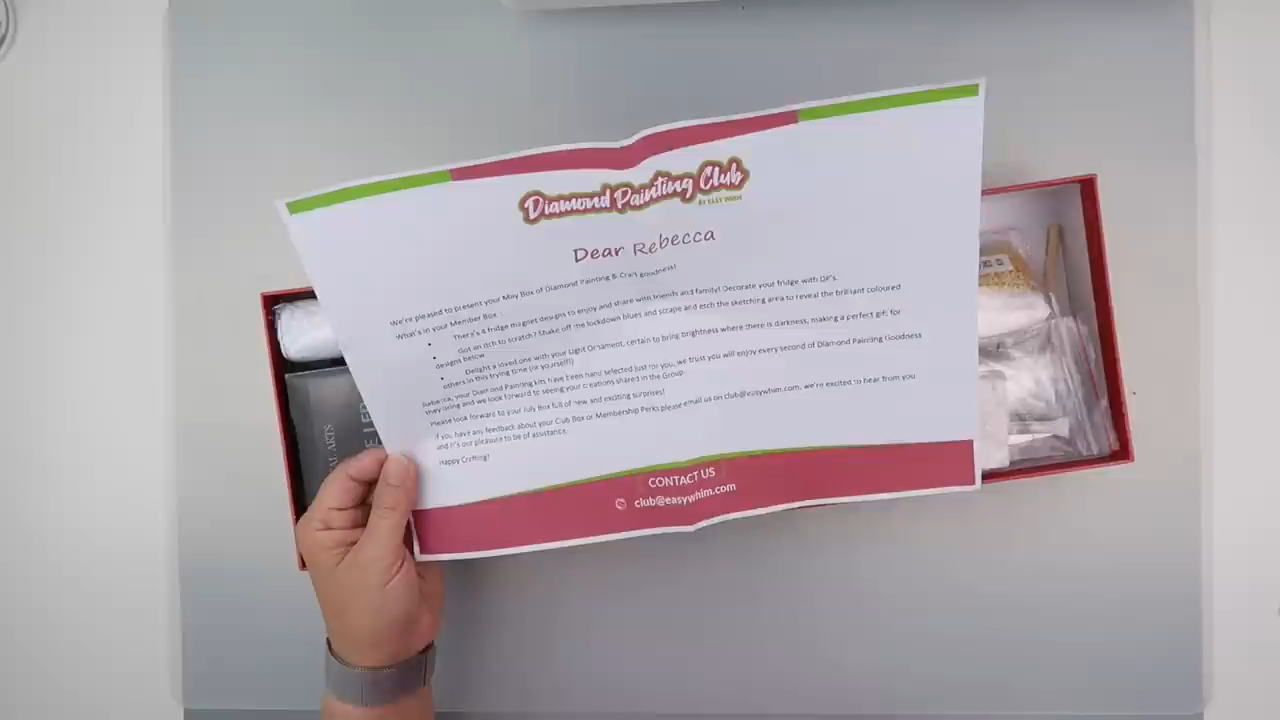 Diamond Painting Club
BY EASY WHIM
Dear Rebecca
We're pleased to present your May Box of Diamond Painting & Craft goodness!
What's in your Member Box
• There's 4 fridge magnet designs to enjoy and share with friends and family! Decorate your fridge with DP's.
• Got an itch to scratch? Shake off the lockdown blues and scrape and etch the sketching area to reveal the brilliant coloured
designs below
• Delight a loved one with your Light Ornament, certain to bring brightness where there is darkness, making a perfect gift for
others in this trying time (or yourself!)
Rebecca, your Diamond Painting kits have been hand selected just for you, we trust you will enjoy every second of Diamond Painting Goodness
they bring and we look forward to seeing your creations shared in the Group.
Please look forward to your July Box full of new and exciting surprises!
If you have any feedback about your Club Box or Membership Perks please email us on club@easywhim.com, we're excited to hear from you
and it's our pleasure to be of assistance.
Happy Crafting!
CONTACT US
club@easywhim.com